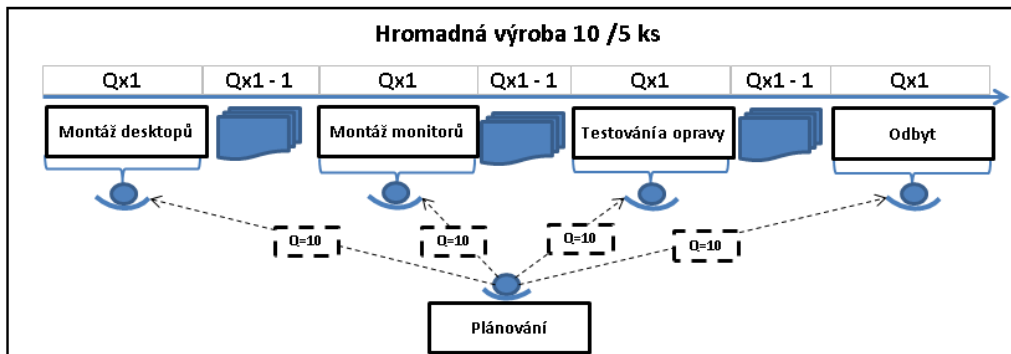 Hromadná výroba 10 /5 ks
Qx1
Qx1 - 1
Qx1
Qx1 - 1
Qx1
Qx1 - 1
Qx1
Montáž desktopů
Montáž monitorů
Testování a opravy
Odbyt
Q=10
Q=10
Q=10
Q=10
Plánování